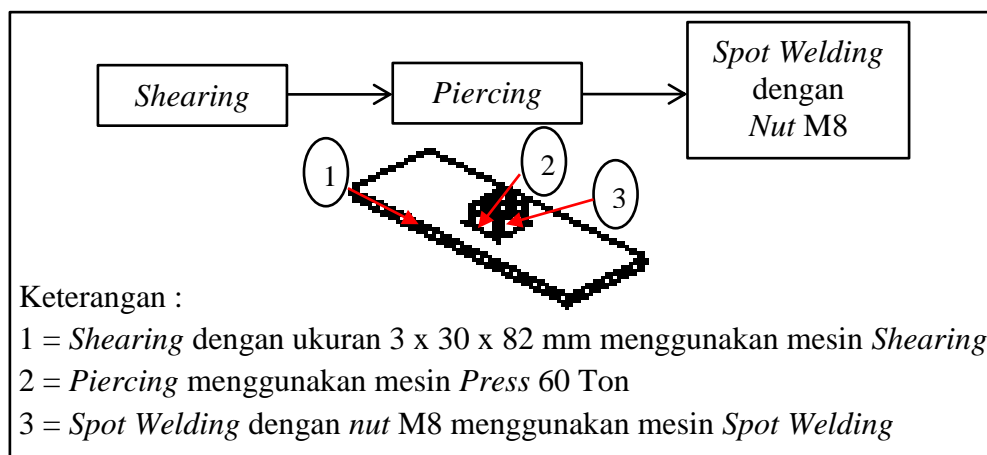 Shearing
Piercing
Spot Welding
dengan
Nut M8
1
2
3
Keterangan :
1 = Shearing dengan ukuran 3 x 30 x 82 mm menggunakan mesin Shearing
2 = Piercing menggunakan mesin Press 60 Ton
3 = Spot Welding dengan nut M8 menggunakan mesin Spot Welding